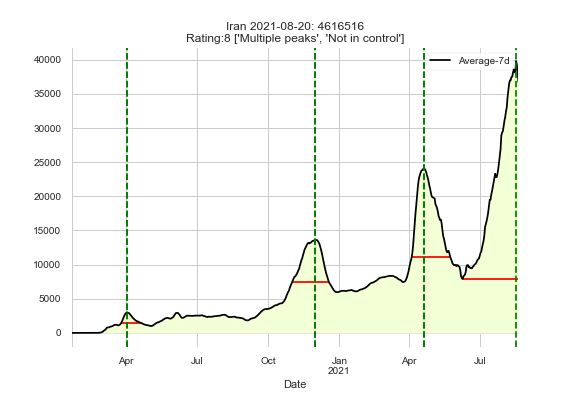 Iran 2021-08-20: 4616516
Rating:8 ['Multiple peaks', 'Not in control']
Average-7d
40000
35000
30000
25000
20000
15000
10000
5000
0
Apr
Jul
Oct
Jan
2021
Apr
Jul
Date